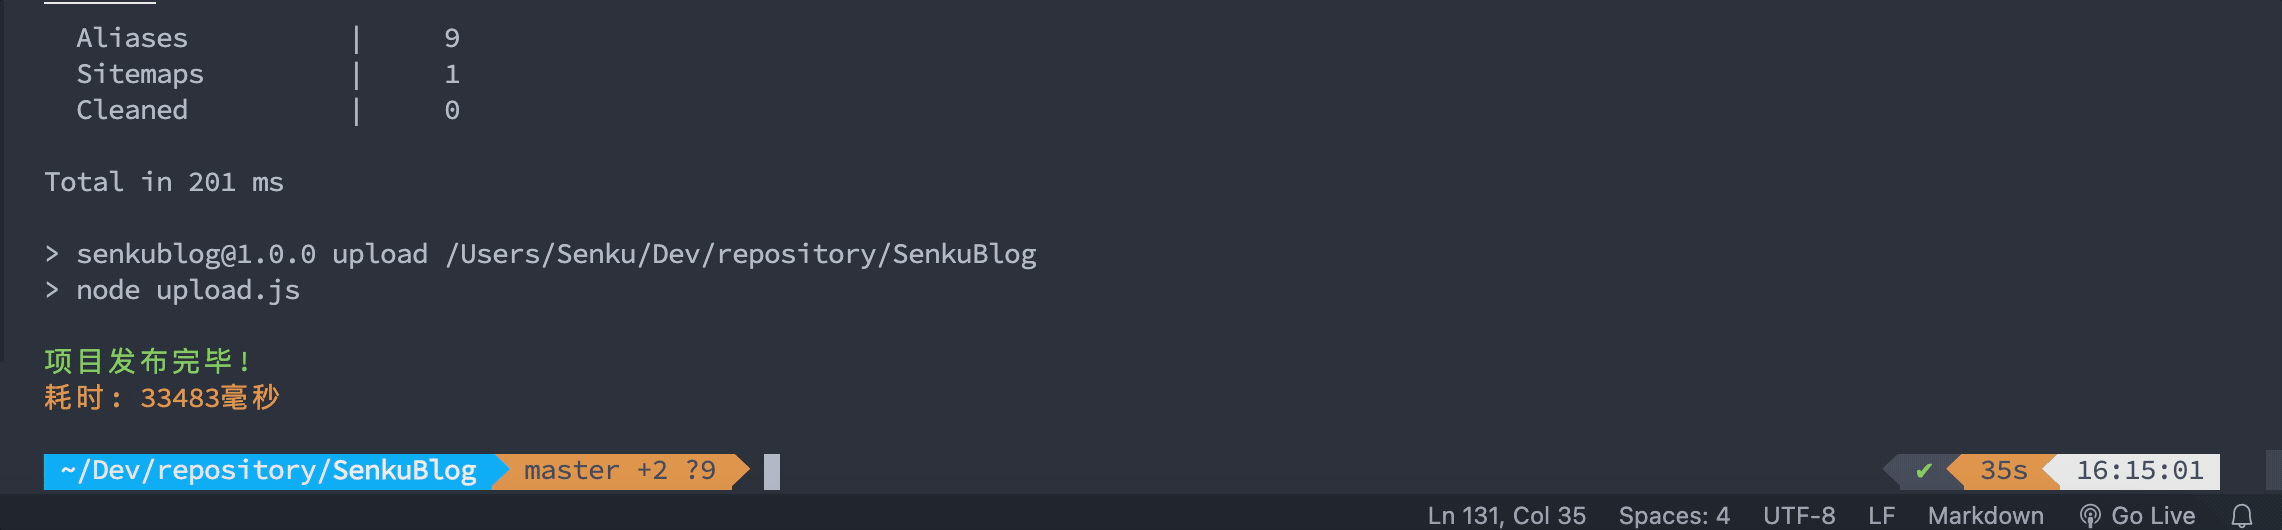 Aliases | 9
Sitemaps | 1
Cleaned | 0
Total in 201 ms
> senkublog@1.0.0 upload /Users/Senku/Dev/repository/SenkuBlog
> node upload.js
项目发布完毕!
耗时: 33483毫秒
~/Dev/repository/SenkuBlog master +2 ?9 ✔ 35s 16:15:01
Ln 131, Col 35 Spaces: 4 UTF-8 LF Markdown Go Live